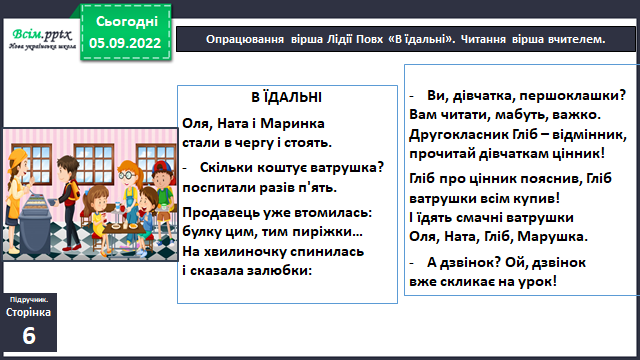 Всім.pptx
Нова українська школа
Сьогодні
05.09.2022
Опрацювання вірша Лідії Повх «В їдальні». Читання вірша вчителем.
В ЇДАЛЬНІ
Оля, Ната і Маринка
стали в чергу і стоять.
- Скільки коштує ватрушка?
поспитали разів п'ять.
Продавець уже втомилась:
булку цим, тим пиріжки…
На хвилиночку спинилась
і сказала залюбки:
- Ви, дівчатка, першоклашки?
Вам читати, мабуть, важко.
Другокласник Гліб – відмінник,
прочитай дівчаткам цінник!
Гліб про цінник пояснив, Гліб
ватрушки всім купив!
І їдять смачні ватрушки
Оля, Ната, Гліб, Марушка.
- А дзвінок? Ой, дзвінок
вже скликає на урок!
Підручник.
Сторінка
6